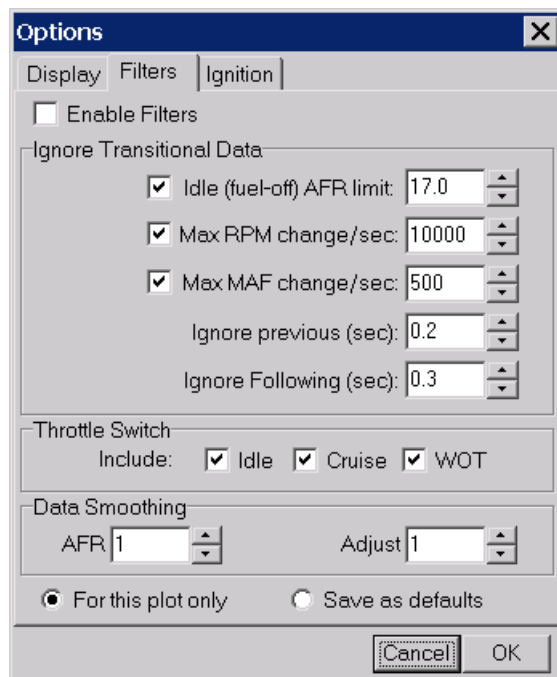 Options
Display Filters Ignition
Enable Filters
Ignore Transitional Data
Idle (fuel-off) AFR limit: 17.0
Max RPM change/sec: 10000
Max MAF change/sec: 500
Ignore previous (sec): 0.2
Ignore Following (sec): 0.3
Throttle Switch
Include: Idle Cruise WOT
Data Smoothing
AFR 1 Adjust 1
For this plot only Save as defaults
Cancel OK